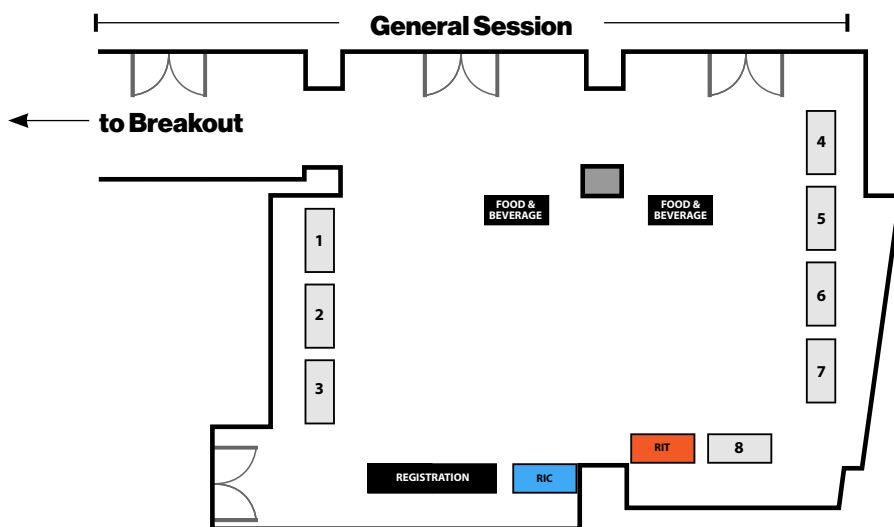 General Session
to Breakout
4
FOOD &
BEVERAGE
FOOD &
BEVERAGE
5
1
6
2
7
3
RIT
8
REGISTRATION
RIC